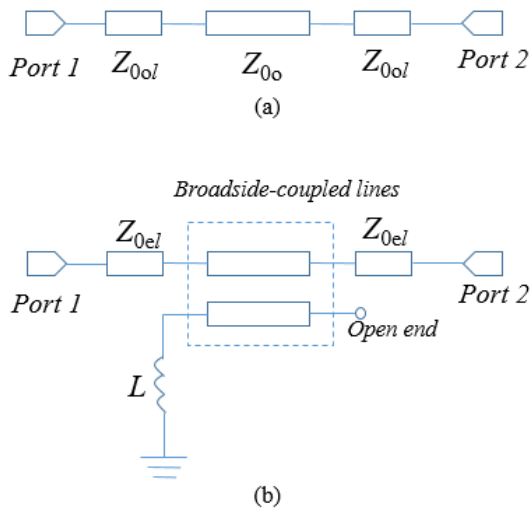 Port 1 Z0ol Z0o Z0ol Port 2
(a)
Broadside-coupled lines
Z0el Z0el
Port 1 Port 2
Open end
L
(b)